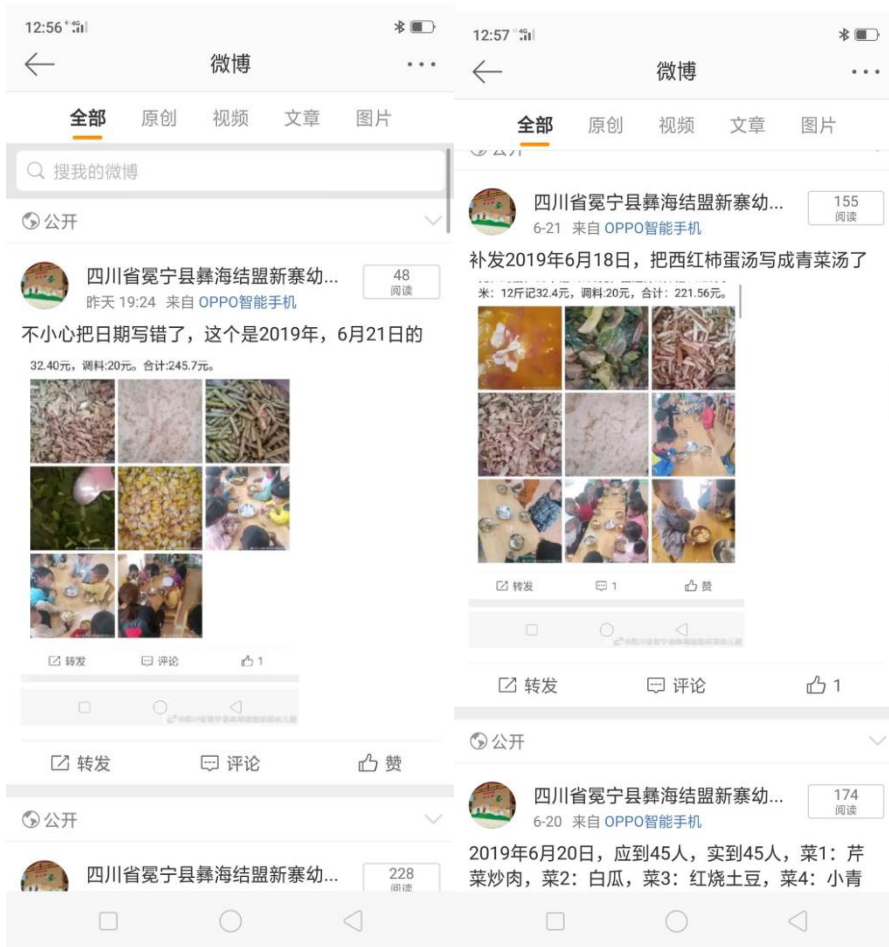 12:56
微博
全部 原创 视频 文章 图片
搜我的微博
公开
四川省冕宁县彝海结盟新寨幼...
48
阅读
昨天 19:24 来自 OPPO智能手机
不小心把日期写错了，这个是2019年，6月21日的
32.40元，调料:20元。合计:245.7元。
转发 评论 1
转发 评论 赞
公开
四川省冕宁县彝海结盟新寨幼...
228
阅读
12:57
微博
全部 原创 视频 文章 图片
公开
四川省冕宁县彝海结盟新寨幼...
155
阅读
6-21 来自 OPPO智能手机
补发2019年6月18日，把西红柿蛋汤写成青菜汤了
米：12斤记32.4元，调料:20元，合计：221.56元。
转发 1 赞
转发 评论 1
公开
四川省冕宁县彝海结盟新寨幼...
174
阅读
6-20 来自 OPPO智能手机
2019年6月20日，应到45人，实到45人，菜1：芹
菜炒肉，菜2：白瓜，菜3：红烧土豆，菜4：小青